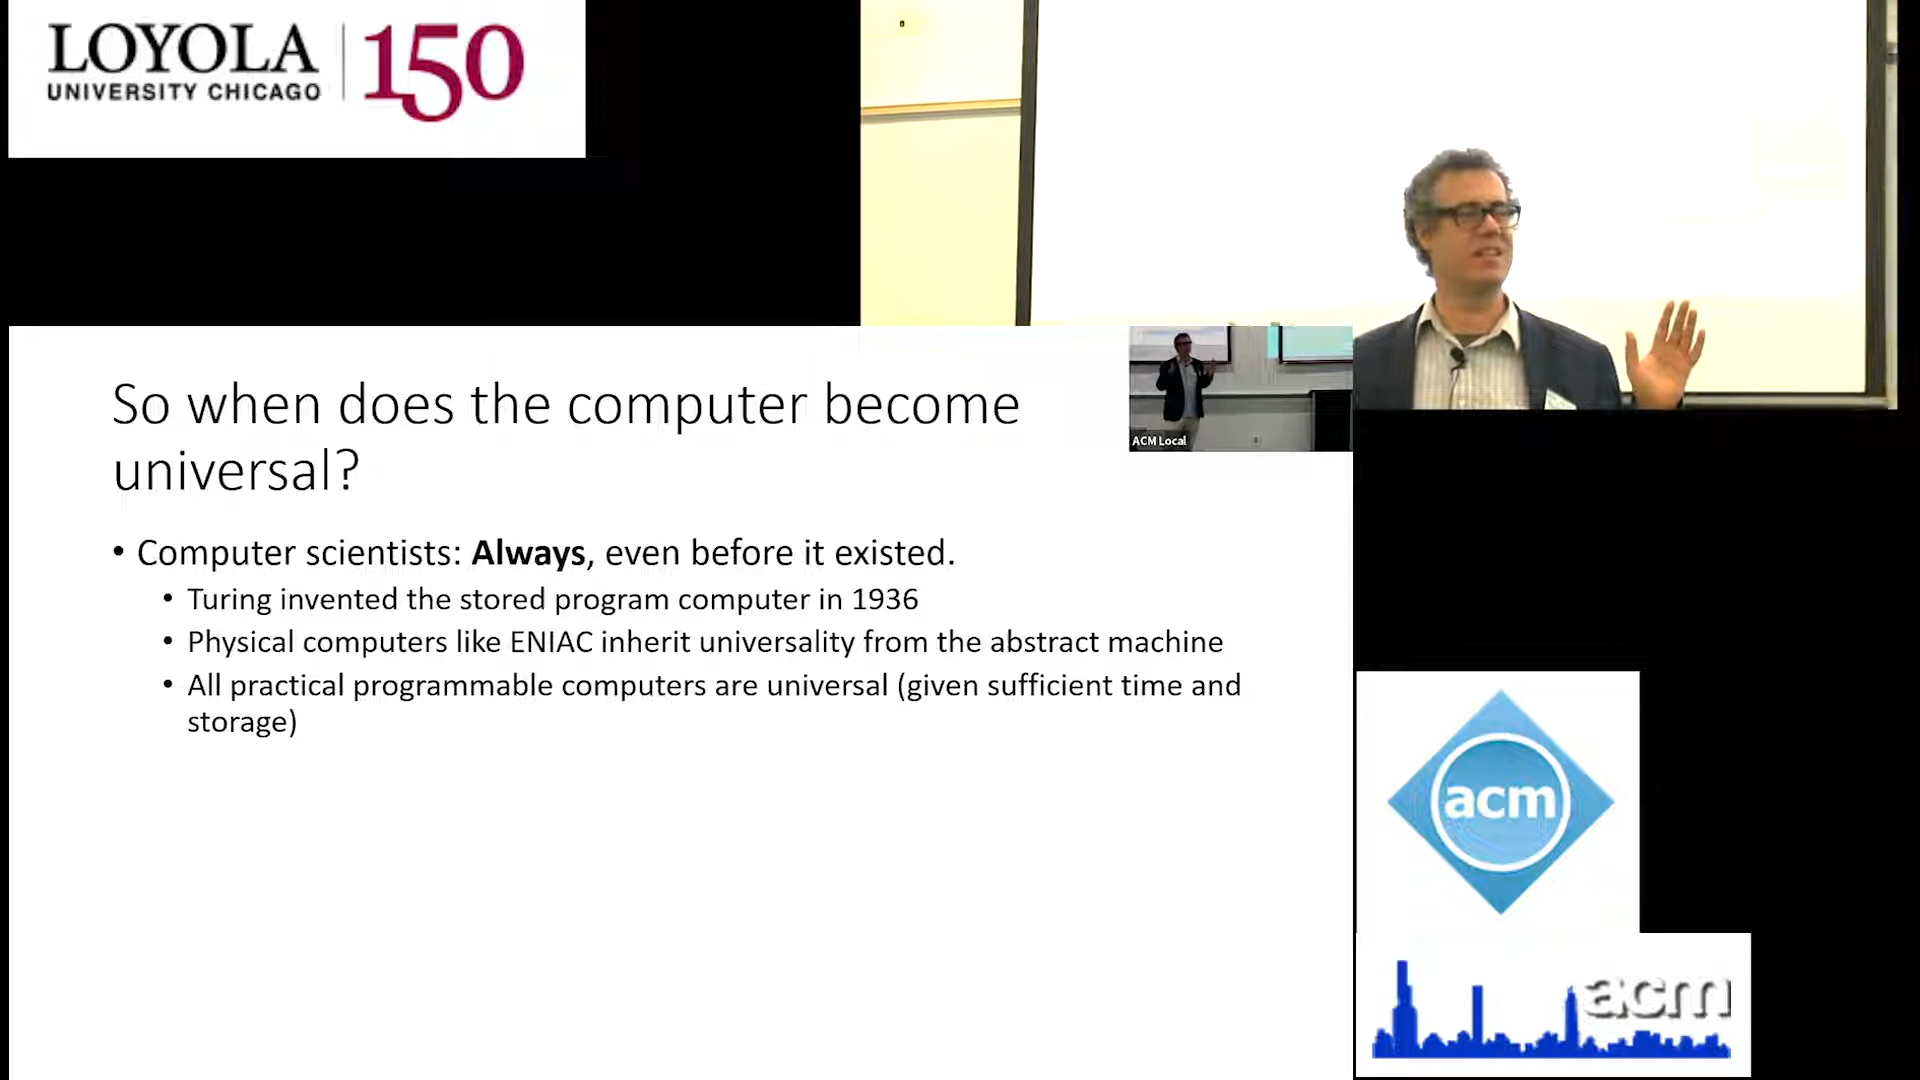 LOYOLA
UNIVERSITY CHICAGO
150
ACM Local
So when does the computer become
universal?
• Computer scientists: Always, even before it existed.
• Turing invented the stored program computer in 1936
• Physical computers like ENIAC inherit universality from the abstract machine
• All practical programmable computers are universal (given sufficient time and
storage)
acm
acm